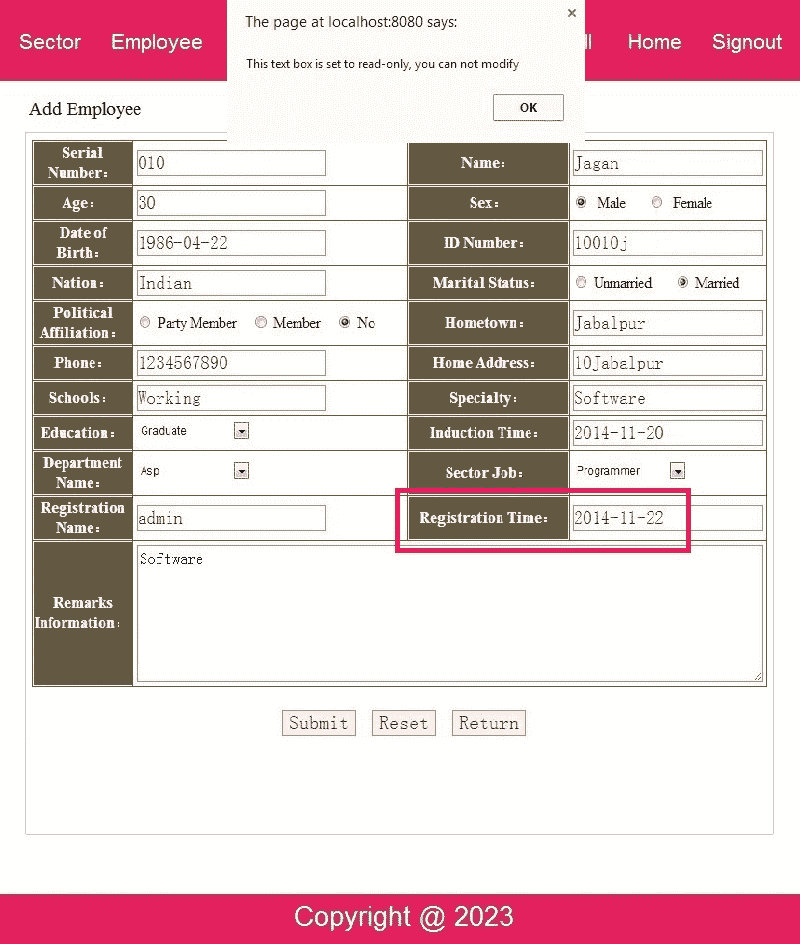 The page at localhost:8080 says:
×
This text box is set to read-only, you can not modify
OK
Sector Employee ll Home Signout
Add Employee
Serial Number: 010 Name: Jagan
Age: 30 Sex: Male Female
Date of Birth: 1986-04-22 ID Number: 10010j
Nation: Indian Marital Status: Unmarried Married
Political Affiliation: Party Member Member No Hometown: Jabalpur
Phone: 1234567890 Home Address: 10Jabalpur
Schools: Working Specialty: Software
Education: Graduate Induction Time: 2014-11-20
Department Name: Asp Sector Job: Programmer
Registration Name: admin Registration Time: 2014-11-22
Remarks Information: Software
Submit Reset Return
Copyright @ 2023